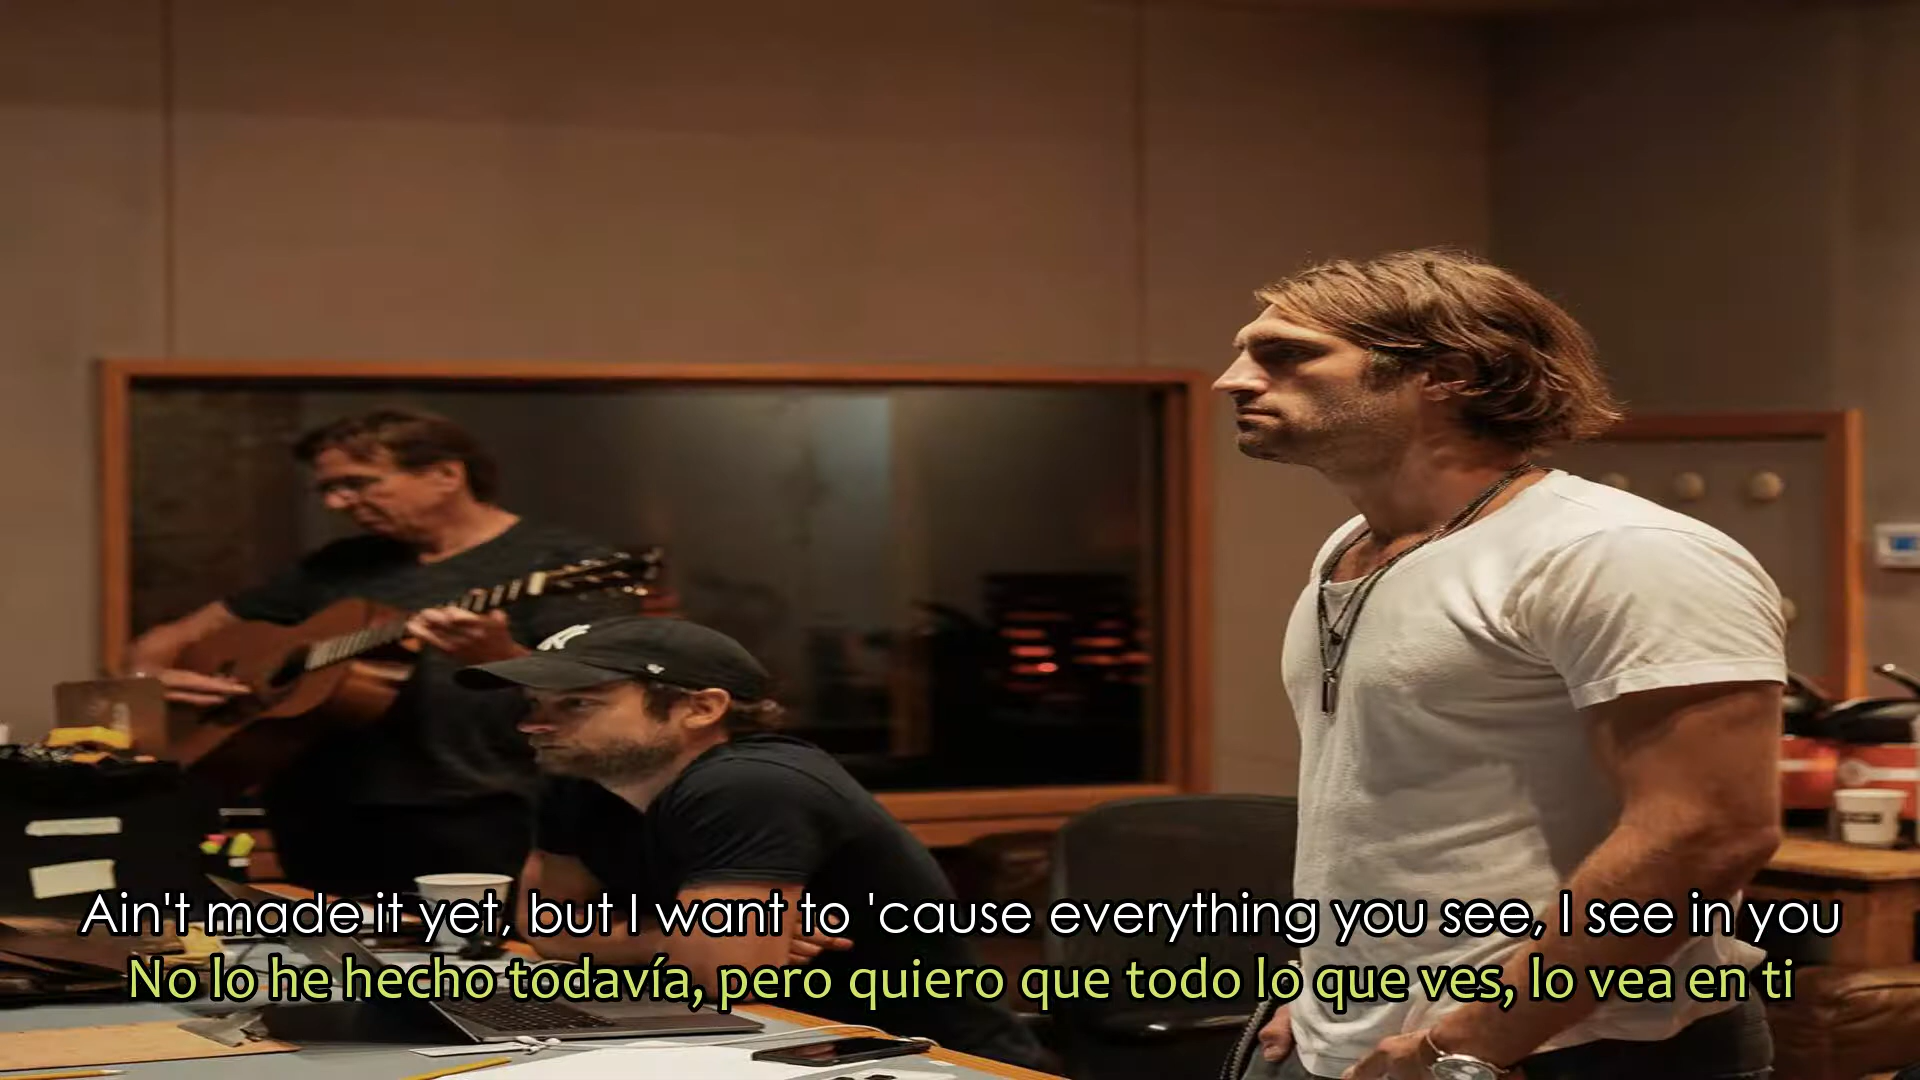 Ain't made it yet, but I want to 'cause everything you see, I see in you
No lo he hecho todavía, pero quiero que todo lo que ves, lo vea en ti